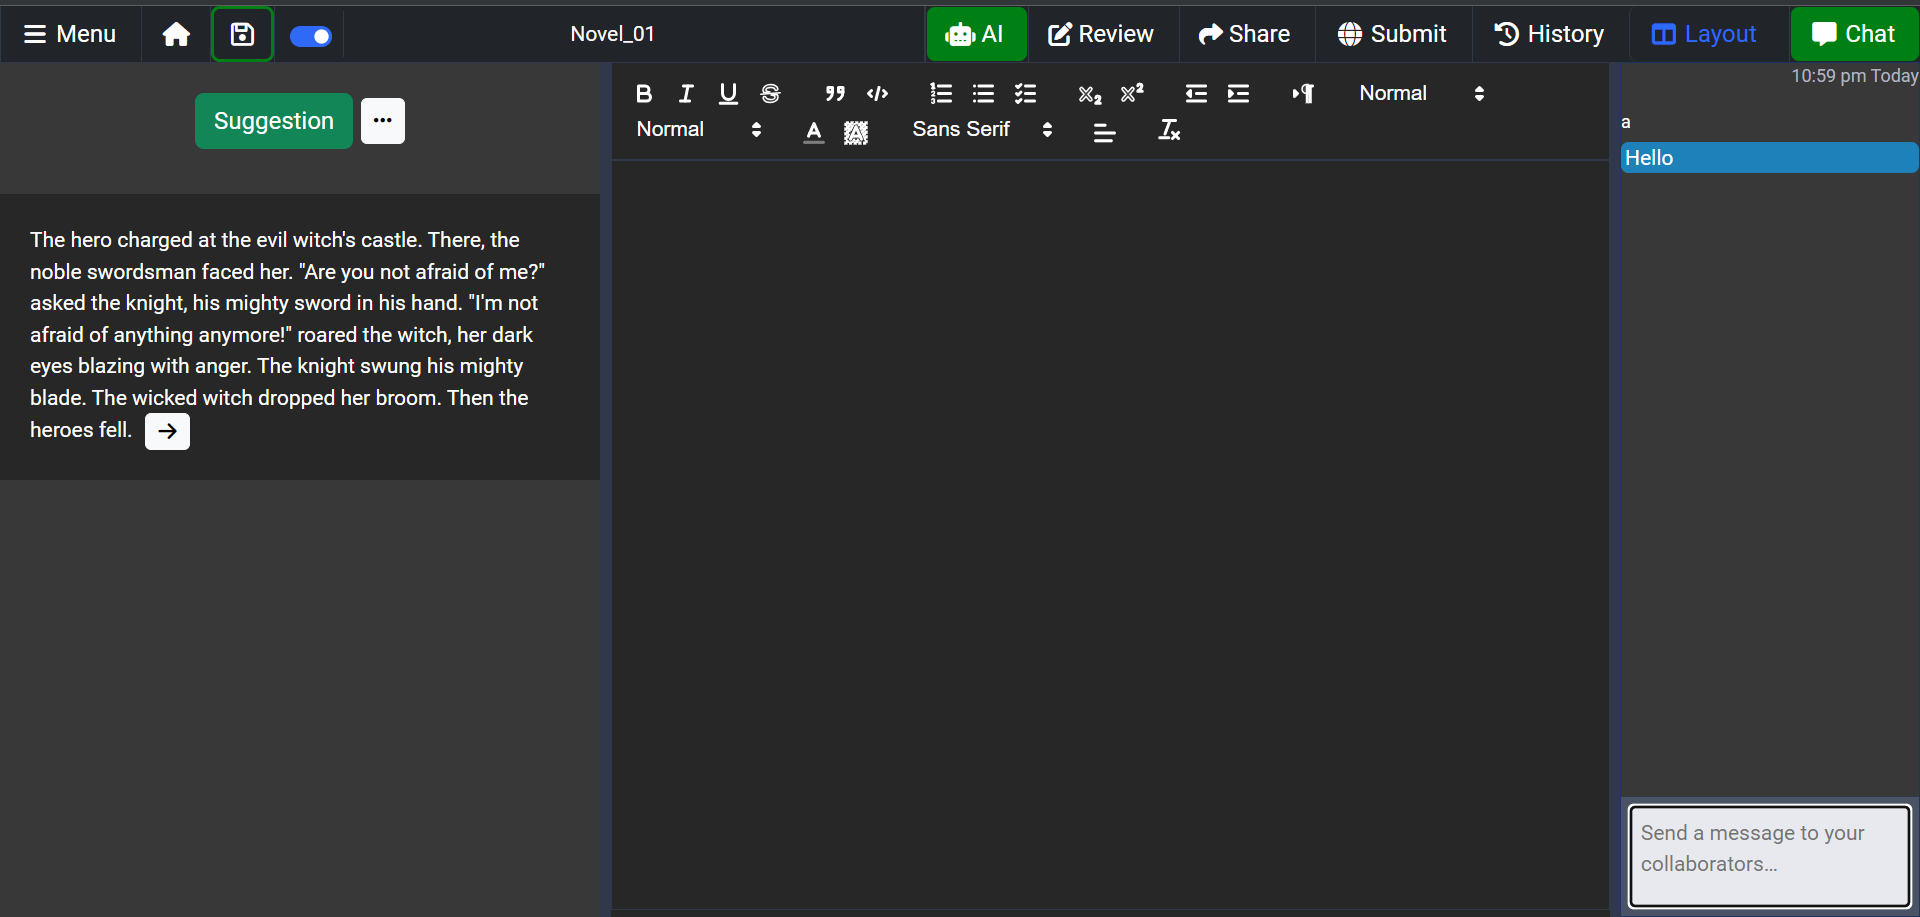 Menu
Novel_01
AI
Review
Share
Submit
History
Layout
Chat
Suggestion
The hero charged at the evil witch's castle. There, the
noble swordsman faced her. "Are you not afraid of me?"
asked the knight, his mighty sword in his hand. "I'm not
afraid of anything anymore!" roared the witch, her dark
eyes blazing with anger. The knight swung his mighty
blade. The wicked witch dropped her broom. Then the
heroes fell.
Normal
Normal
Sans Serif
10:59 pm Today
a
Hello
Send a message to your
collaborators...